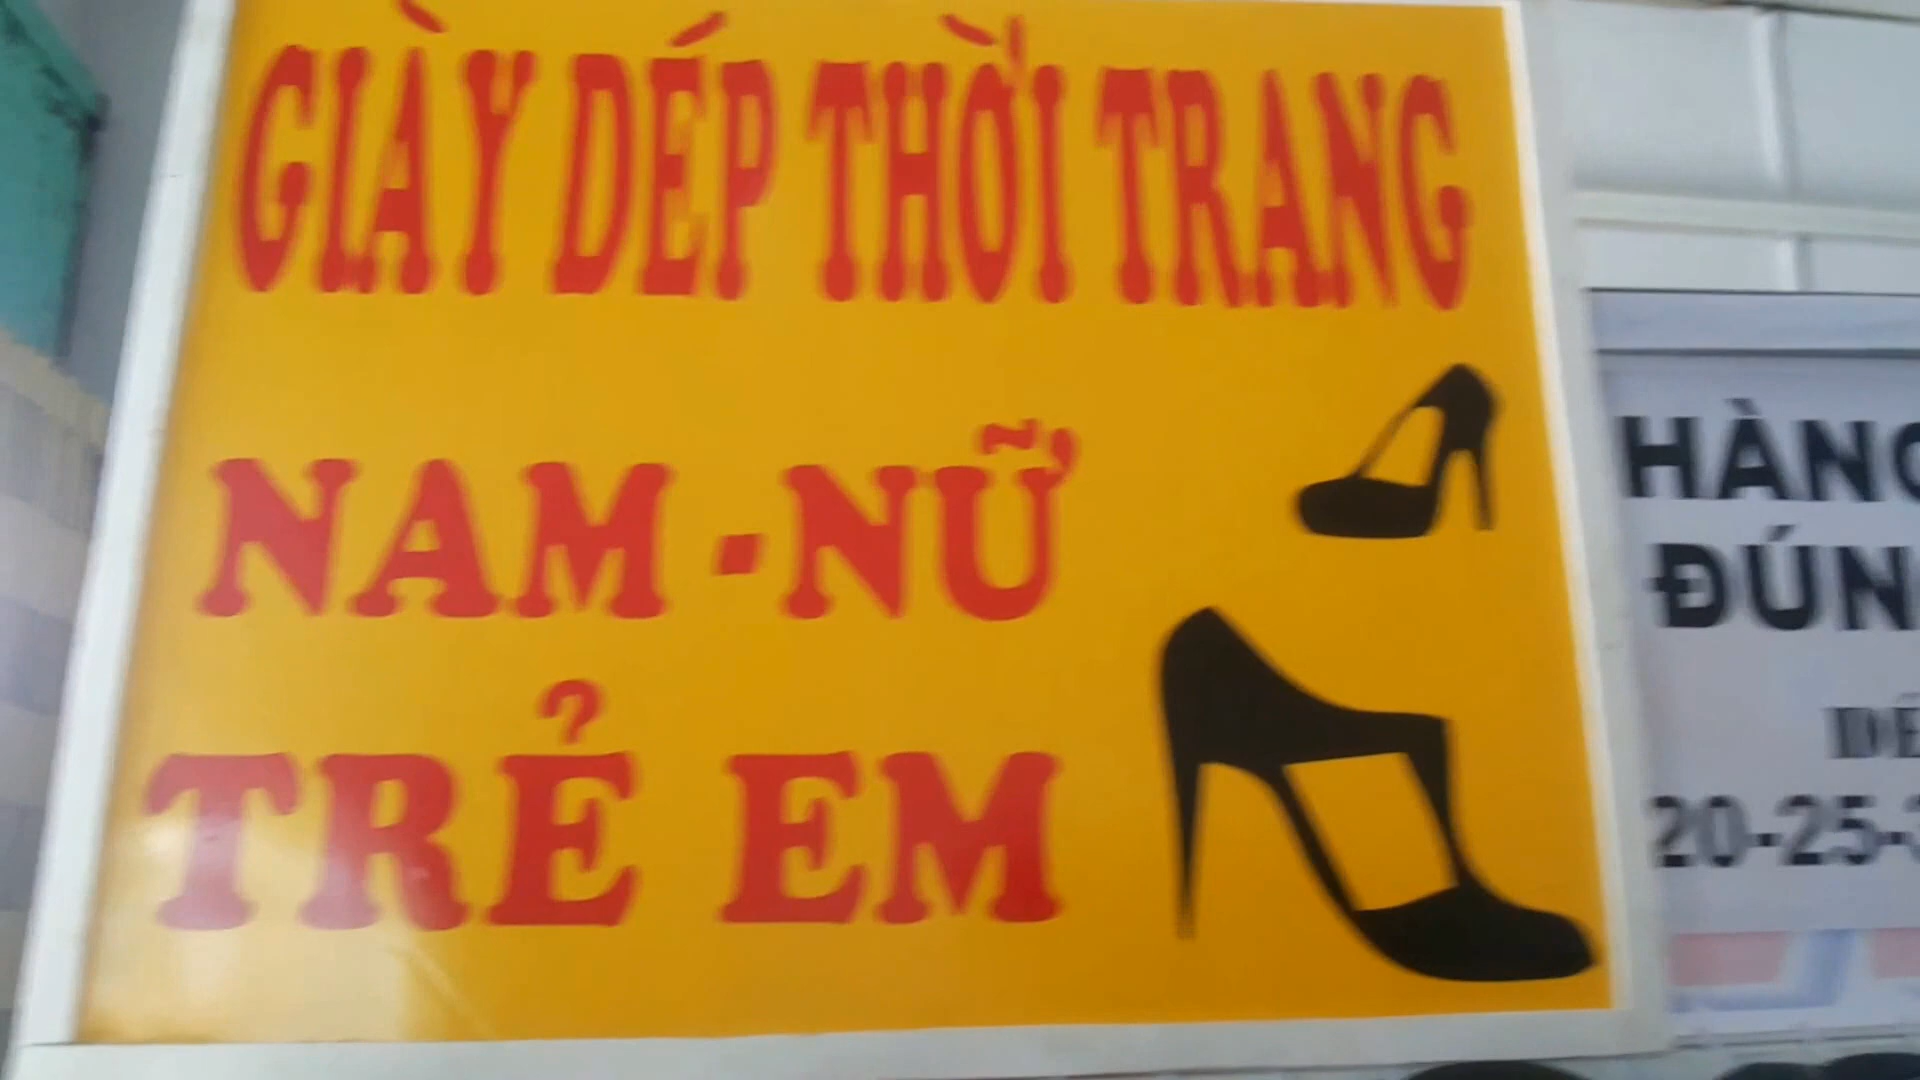 GIÀY DÉP THỜI TRANG
NAM - NỮ
TRẺ EM
HÀNG
ĐÚN
DÉ
20-25-